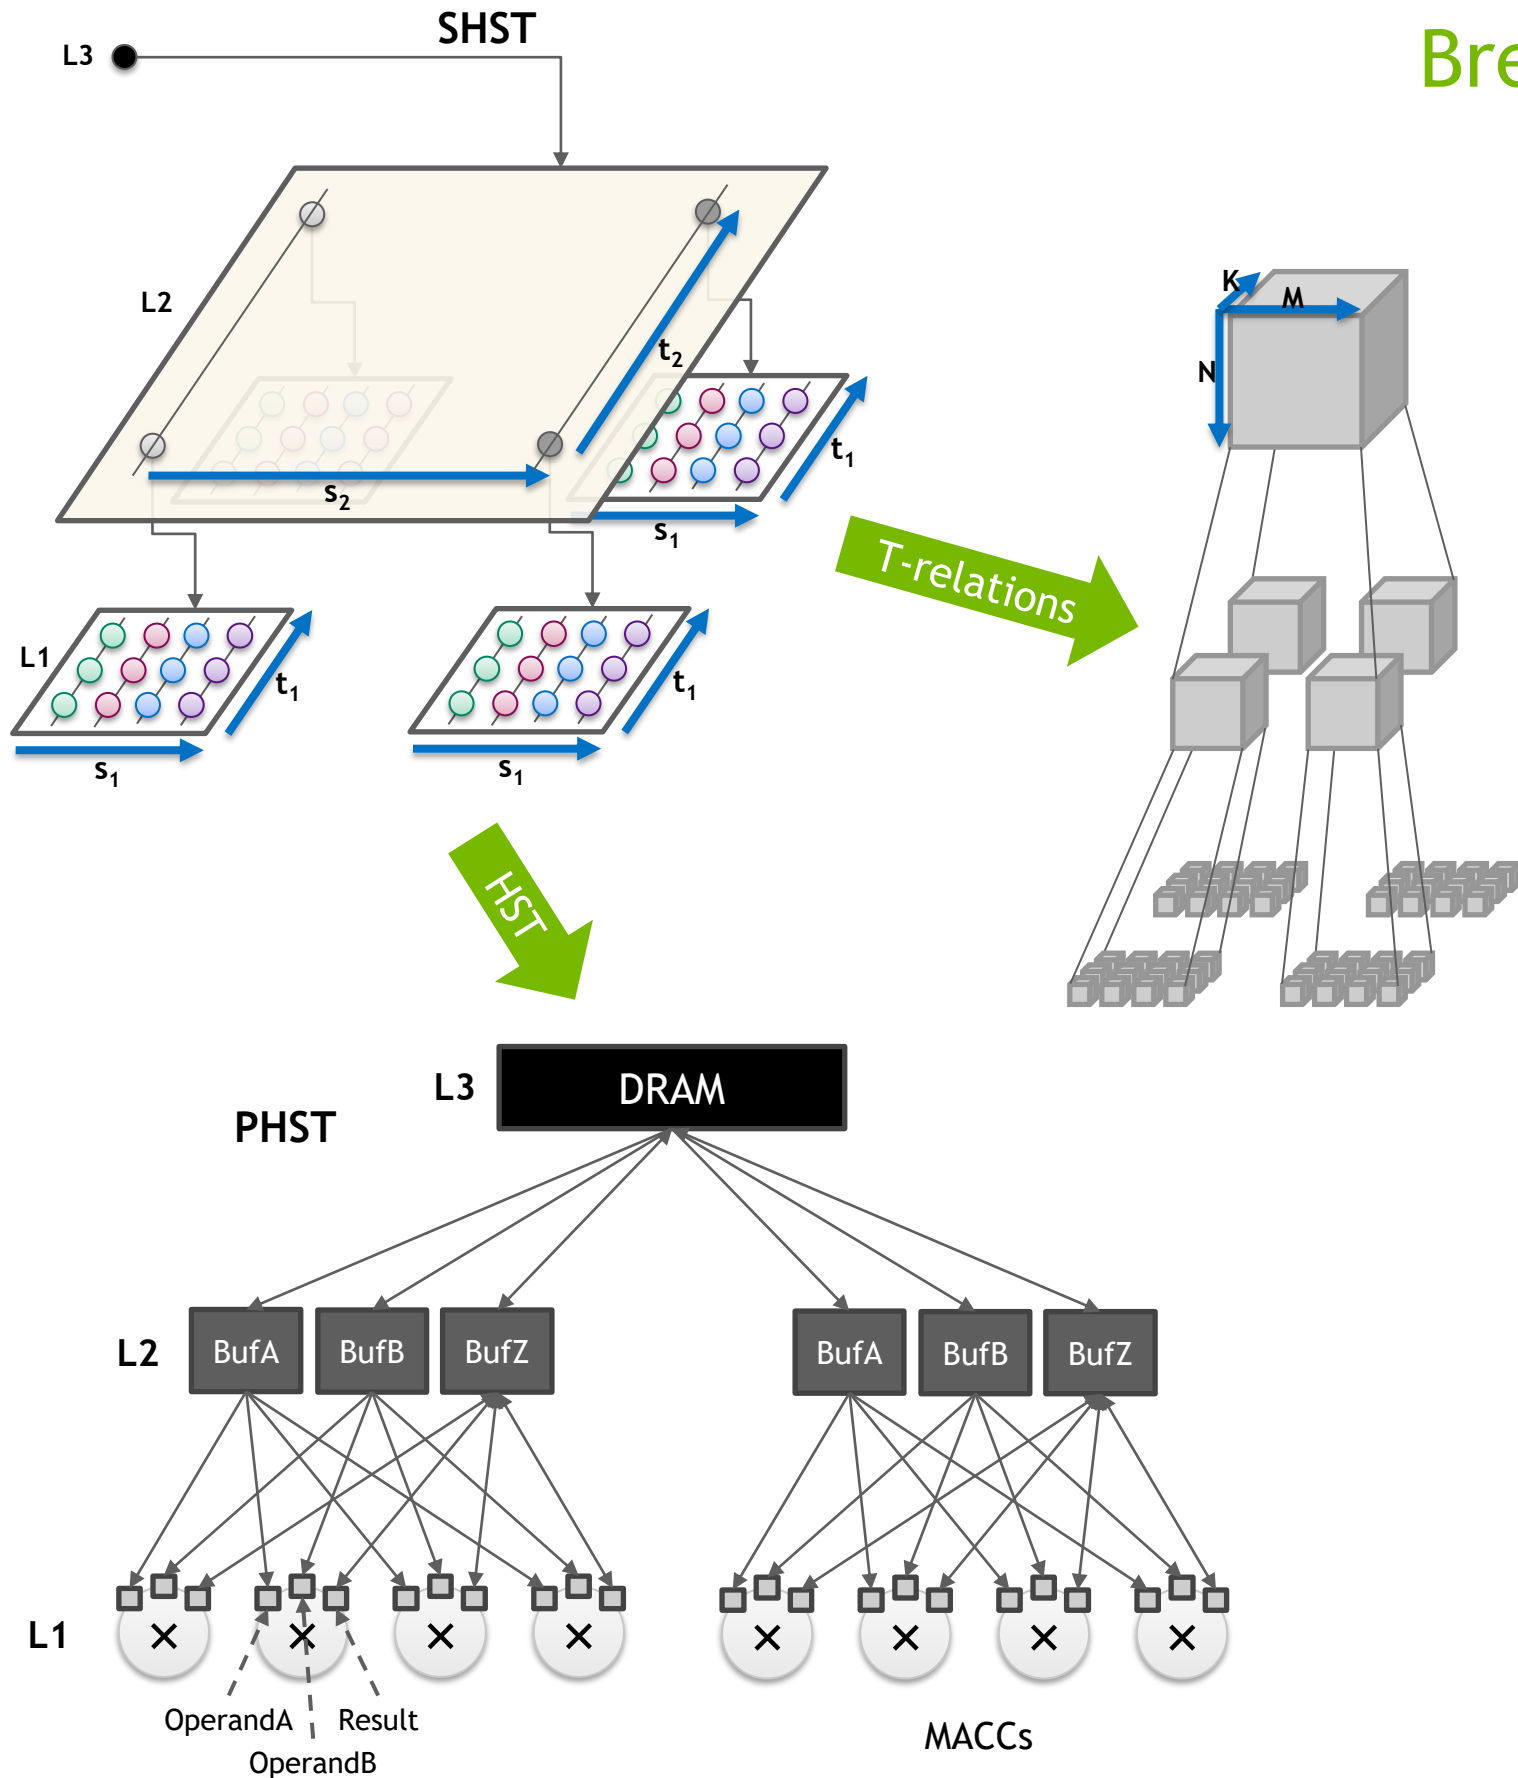 SHST
Bre
L3
K
M
L2
t₂
N
t₁
s₂
s₁
T-relations
L1
t₁
t₁
s₁
s₁
HST
L3
DRAM
PHST
L2
BufA
BufB
BufZ
BufA
BufB
BufZ
L1
×
×
×
×
×
×
×
×
OperandA
Result
OperandB
MACCs